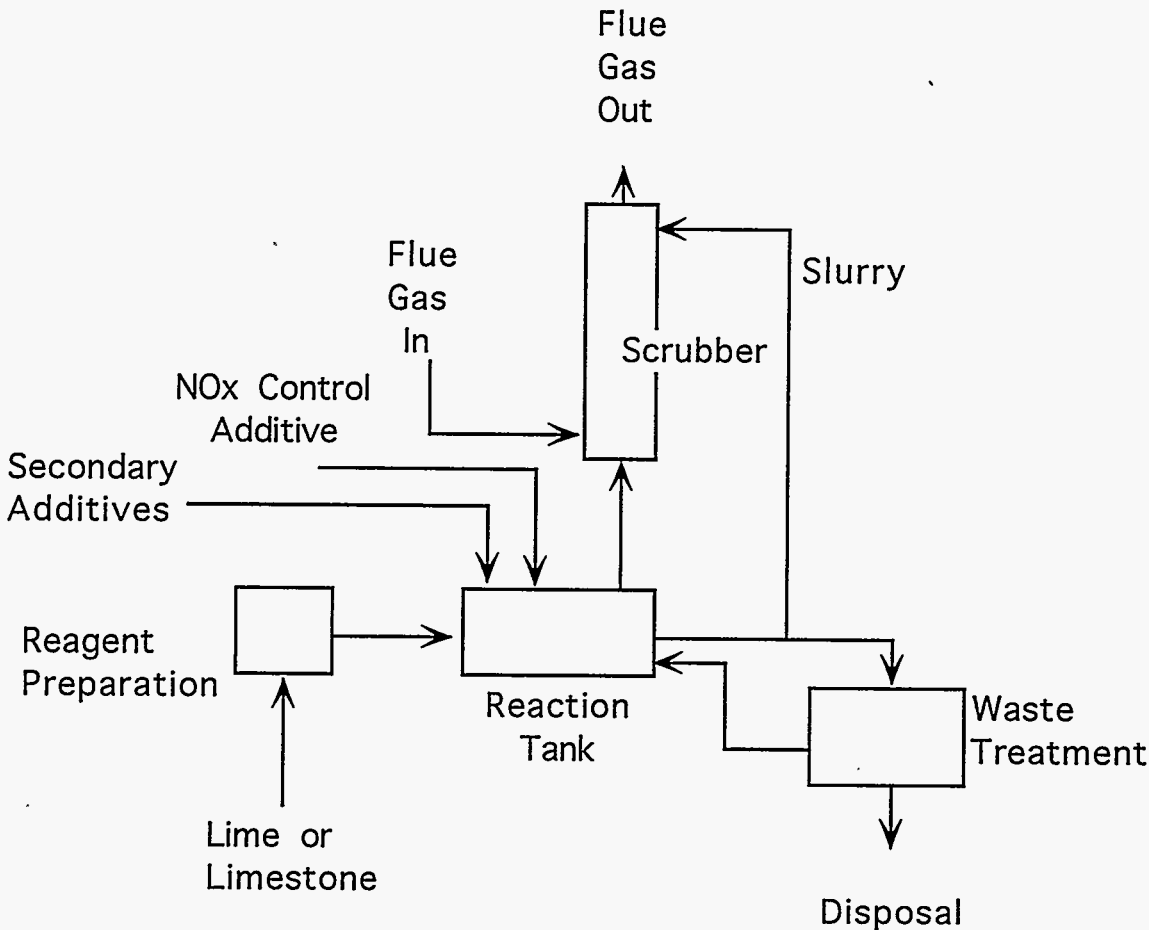 Flue
Gas
Out
Flue
Gas
In
Slurry
Scrubber
NOx Control
Additive
Secondary
Additives
Reagent
Preparation
Reaction
Tank
Waste
Treatment
Lime or
Limestone
Disposal